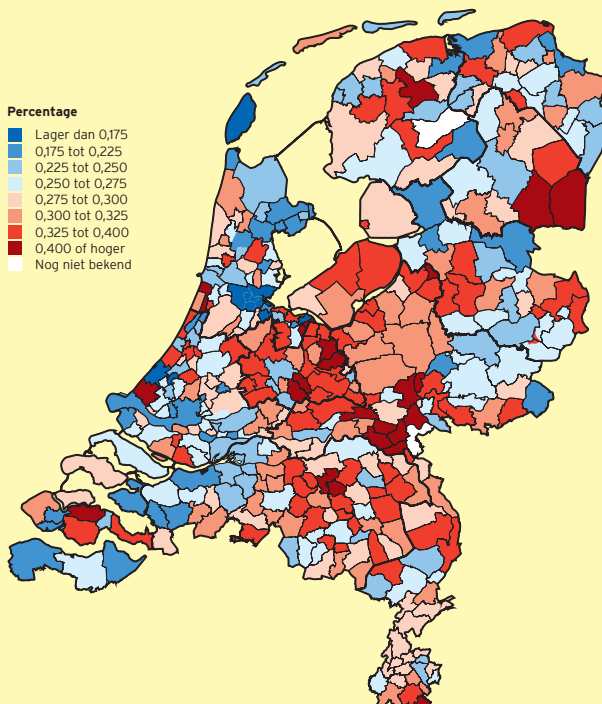 Percentage
Lager dan 0,175
0,175 tot 0,225
0,225 tot 0,250
0,250 tot 0,275
0,275 tot 0,300
0,300 tot 0,325
0,325 tot 0,400
0,400 of hoger
Nog niet bekend